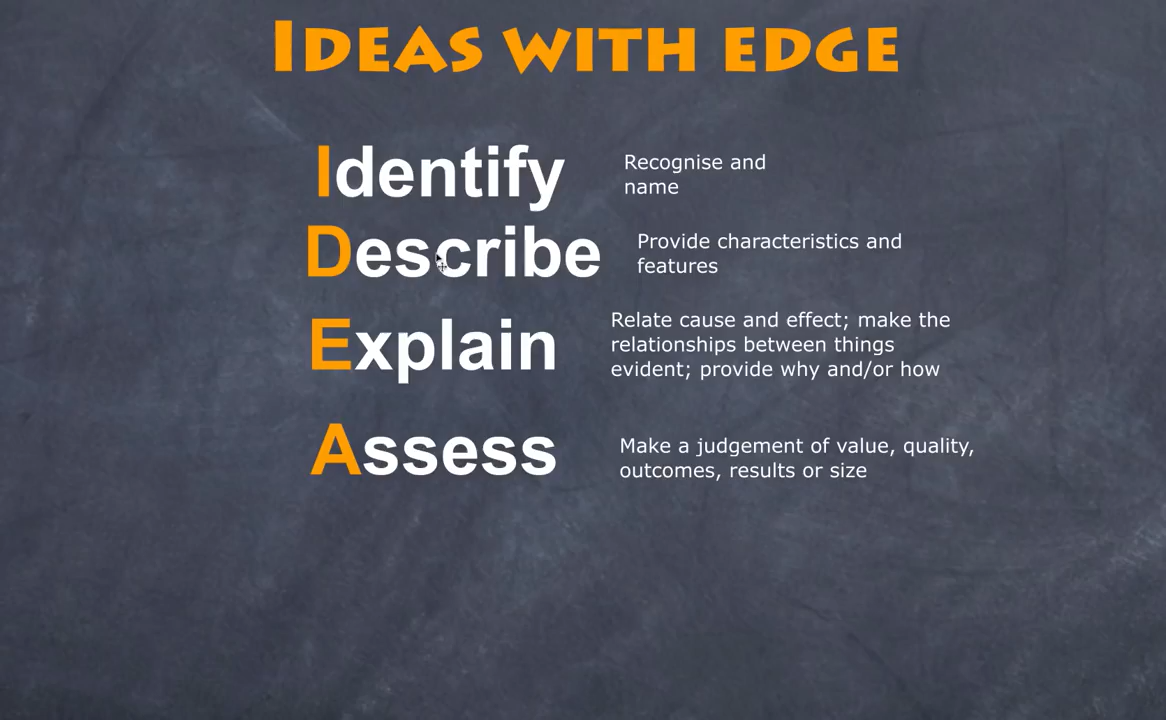 IDEAS WITH EDGE
Identify
Recognise and
name
Describe
Provide characteristics and
features
Explain
Relate cause and effect; make the
relationships between things
evident; provide why and/or how
Assess
Make a judgement of value, quality,
outcomes, results or size